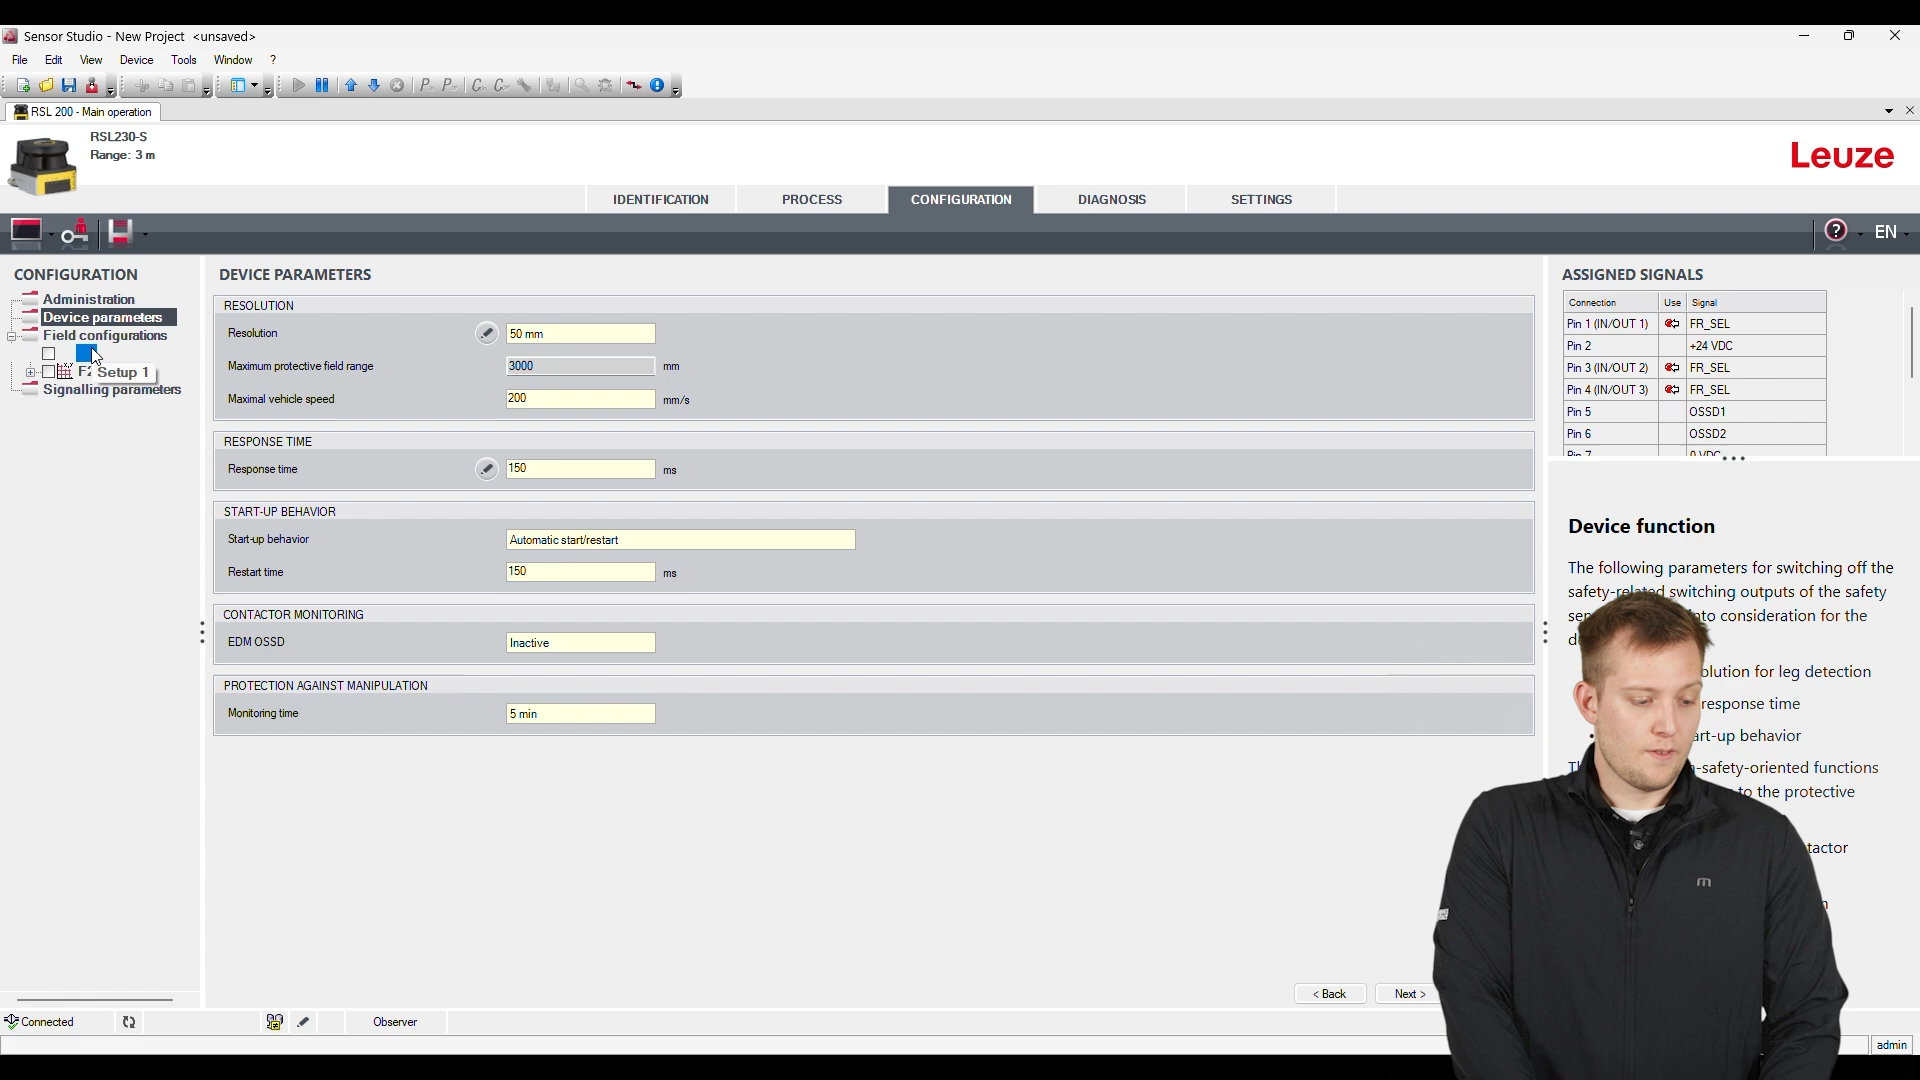 Sensor Studio - New Project <unsaved>
File Edit View Device Tools Window ?
RSL 200 - Main operation
RSL230-S
Range: 3 m
Leuze
IDENTIFICATION PROCESS CONFIGURATION DIAGNOSIS SETTINGS
EN
CONFIGURATION
Administration
Device parameters
Field configurations
Setup 1
Signalling parameters
DEVICE PARAMETERS
RESOLUTION
Resolution 50 mm
Maximum protective field range 3000 mm
Maximal vehicle speed 200 mm/s
RESPONSE TIME
Response time 150 ms
START-UP BEHAVIOR
Start-up behavior Automatic start/restart
Restart time 150 ms
CONTACTOR MONITORING
EDM OSSD Inactive
PROTECTION AGAINST MANIPULATION
Monitoring time 5 min
< Back Next >
ASSIGNED SIGNALS
Connection Use Signal
Pin 1 (IN/OUT 1) FR_SEL
Pin 2 +24 VDC
Pin 3 (IN/OUT 2) FR_SEL
Pin 4 (IN/OUT 3) FR_SEL
Pin 5 OSSD1
Pin 6 OSSD2
Pin 7 0 VDC
Device function
The following parameters for switching off the
safety-related switching outputs of the safety
into consideration for the
for leg detection
response time
behavior
-safety-oriented functions
to the protective
Connected Observer
admin